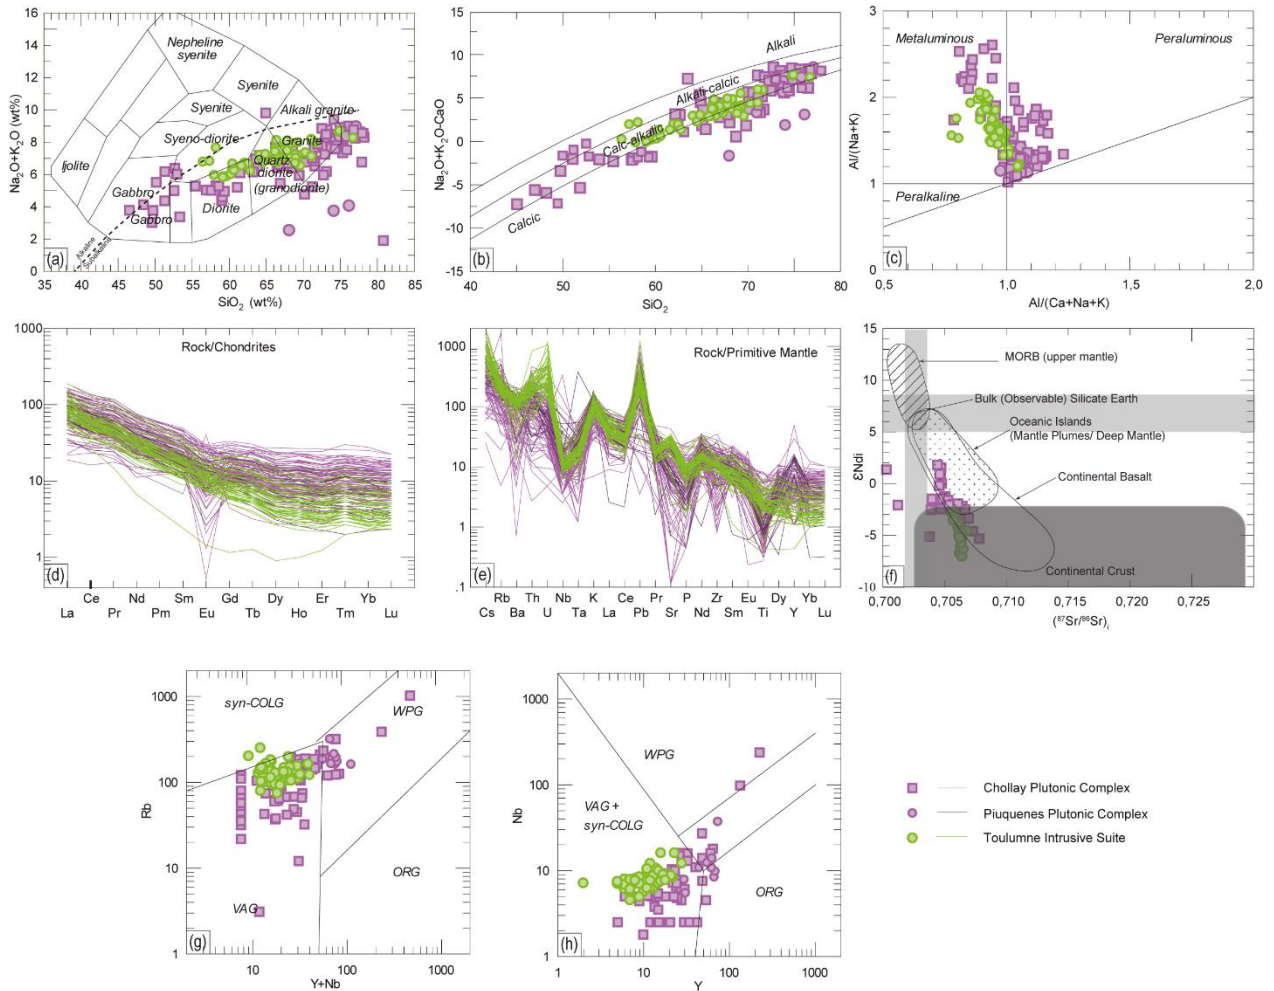 16
14
12
10
8
6
4
2
0
Na2O+K2O (wt%)
Nepheline
syenite
Syenite
Syenite
Alkali granite
Syeno-diorite
Granite
Ijolite
Quartz
diorite
(granodiorite)
Gabbro
Gabbro
Diorite
Alkaline
Subalkaline
(a)
35 40 45 50 55 60 65 70 75 80 85
SiO2 (wt%)
15
10
5
0
-5
-10
-15
Na2O+K2O-CaO
Alkali
Alkali-calcic
Calc-alkalic
Calcic
(b)
40 50 60 70 80
SiO2
3
2
1
0
Al/(Na+K)
Metaluminous
Peraluminous
Peralkaline
(c)
0,5 1,0 1,5 2,0
Al/(Ca+Na+K)
1000
100
10
1
Rock/Chondrites
(d)
Ce Nd Sm Gd Dy Er Yb
La Pr Pm Eu Tb Ho Tm Lu
1000
100
10
1
.1
Rock/Primitive Mantle
(e)
Rb Th Nb K Ce Pr P Zr Eu Dy Yb
Cs Ba U Ta La Pb Sr Nd Sm Ti Y Lu
15
10
5
0
-5
-10
ƐNdi
MORB (upper mantle)
Bulk (Observable) Silicate Earth
Oceanic Islands
(Mantle Plumes/ Deep Mantle)
Continental Basalt
Continental Crust
(f)
0,700 0,705 0,710 0,715 0,720 0,725
(87Sr/86Sr)i
1000
100
10
1
Rb
syn-COLG
WPG
VAG
ORG
(g)
10 100 1000
Y+Nb
1000
100
10
1
Nb
WPG
VAG +
syn-COLG
ORG
(h)
1 10 100 1000
Y
Chollay Plutonic Complex
Piuquenes Plutonic Complex
Toulumne Intrusive Suite